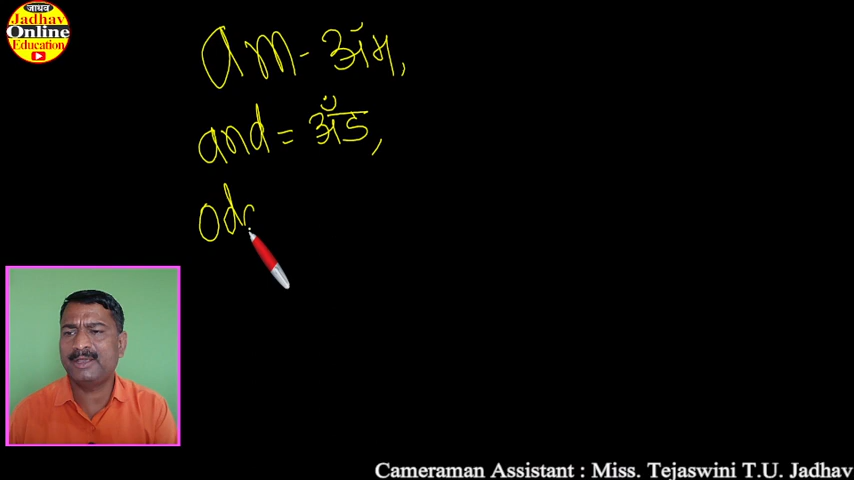 जाधव
Jadhav
Online
Education
am - अॅम,
and = अँड,
Cameraman Assistant : Miss. Tejaswini T.U. Jadhav